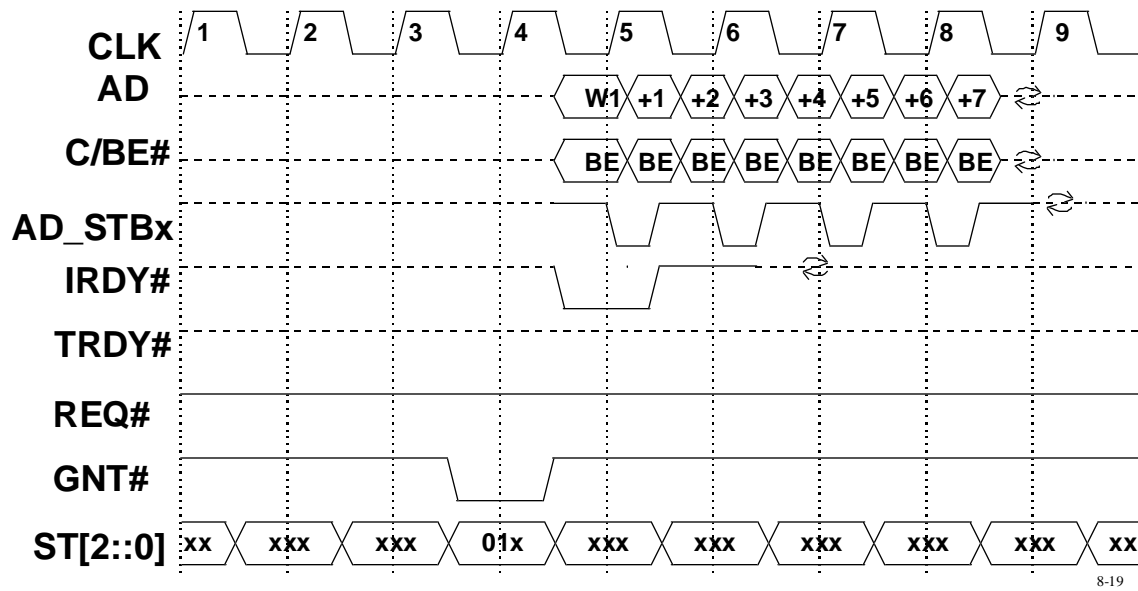 CLK 1 2 3 4 5 6 7 8 9
AD W1 +1 +2 +3 +4 +5 +6 +7
C/BE# BE BE BE BE BE BE BE BE
AD_STBx
IRDY#
TRDY#
REQ#
GNT#
ST[2::0] xx xxx xxx 01x xxx xxx xxx xxx xxx xx
8-19